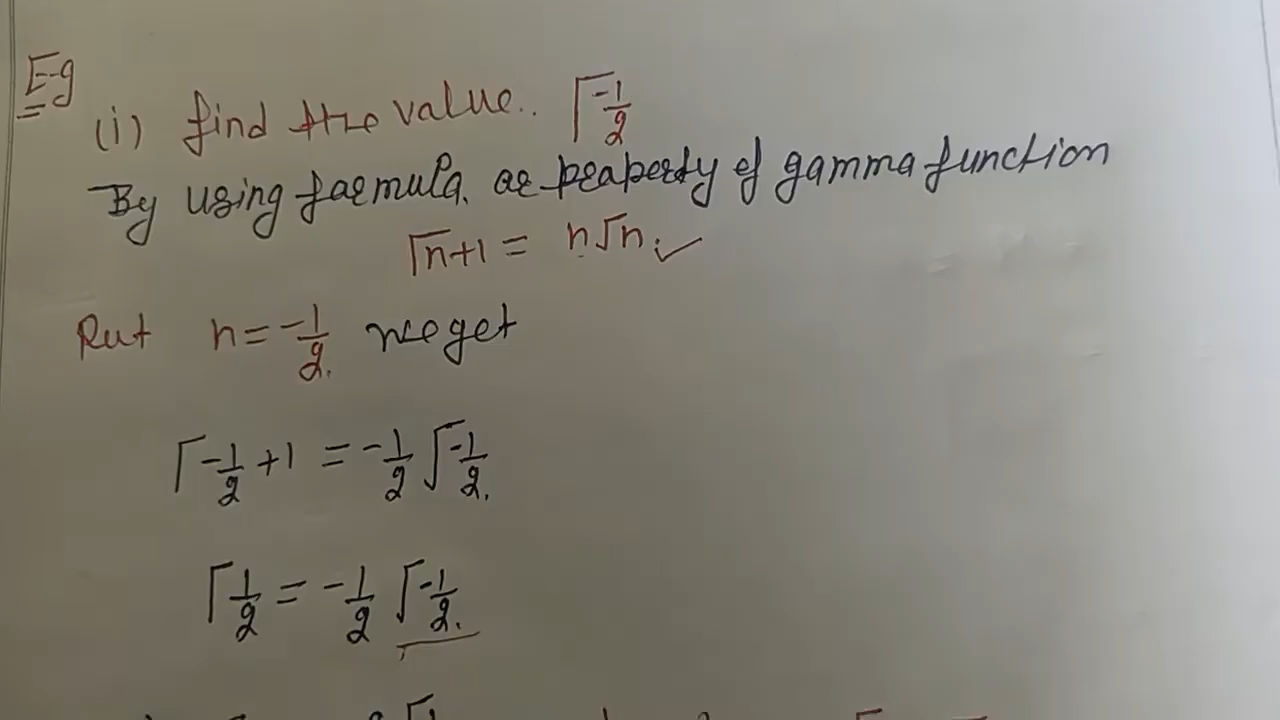 E-g
(i) find the value.. Γ-1/2
By using formula. or property of gamma function
Γn+1 = nΓn.✓
Put n=-1/2. we get
Γ-1/2+1 = -1/2 Γ-1/2.
Γ1/2 = -1/2 Γ-1/2.